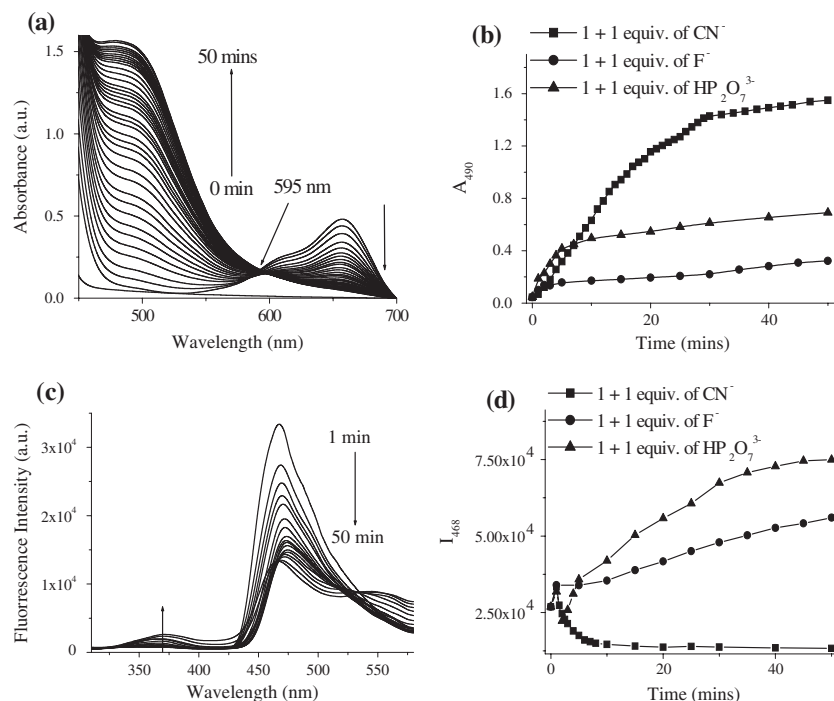 (a)
1.5
1.0
0.5
0.0
Absorbance (a.u.)
50 mins
0 min
595 nm
500
600
700
Wavelength (nm)
(b)
1 + 1 equiv. of CN⁻
1 + 1 equiv. of F⁻
1 + 1 equiv. of HP₂O₇³⁻
A₄₉₀
1.6
1.2
0.8
0.4
0.0
0
20
40
Time (mins)
(c)
Fluorescence Intensity (a.u.)
3x10⁴
2x10⁴
1x10⁴
0
1 min
50 min
350
400
450
500
550
Wavelength (nm)
(d)
1 + 1 equiv. of CN⁻
1 + 1 equiv. of F⁻
1 + 1 equiv. of HP₂O₇³⁻
I₄₆₈
7.50x10⁴
5.00x10⁴
2.50x10⁴
0
20
40
Time (mins)